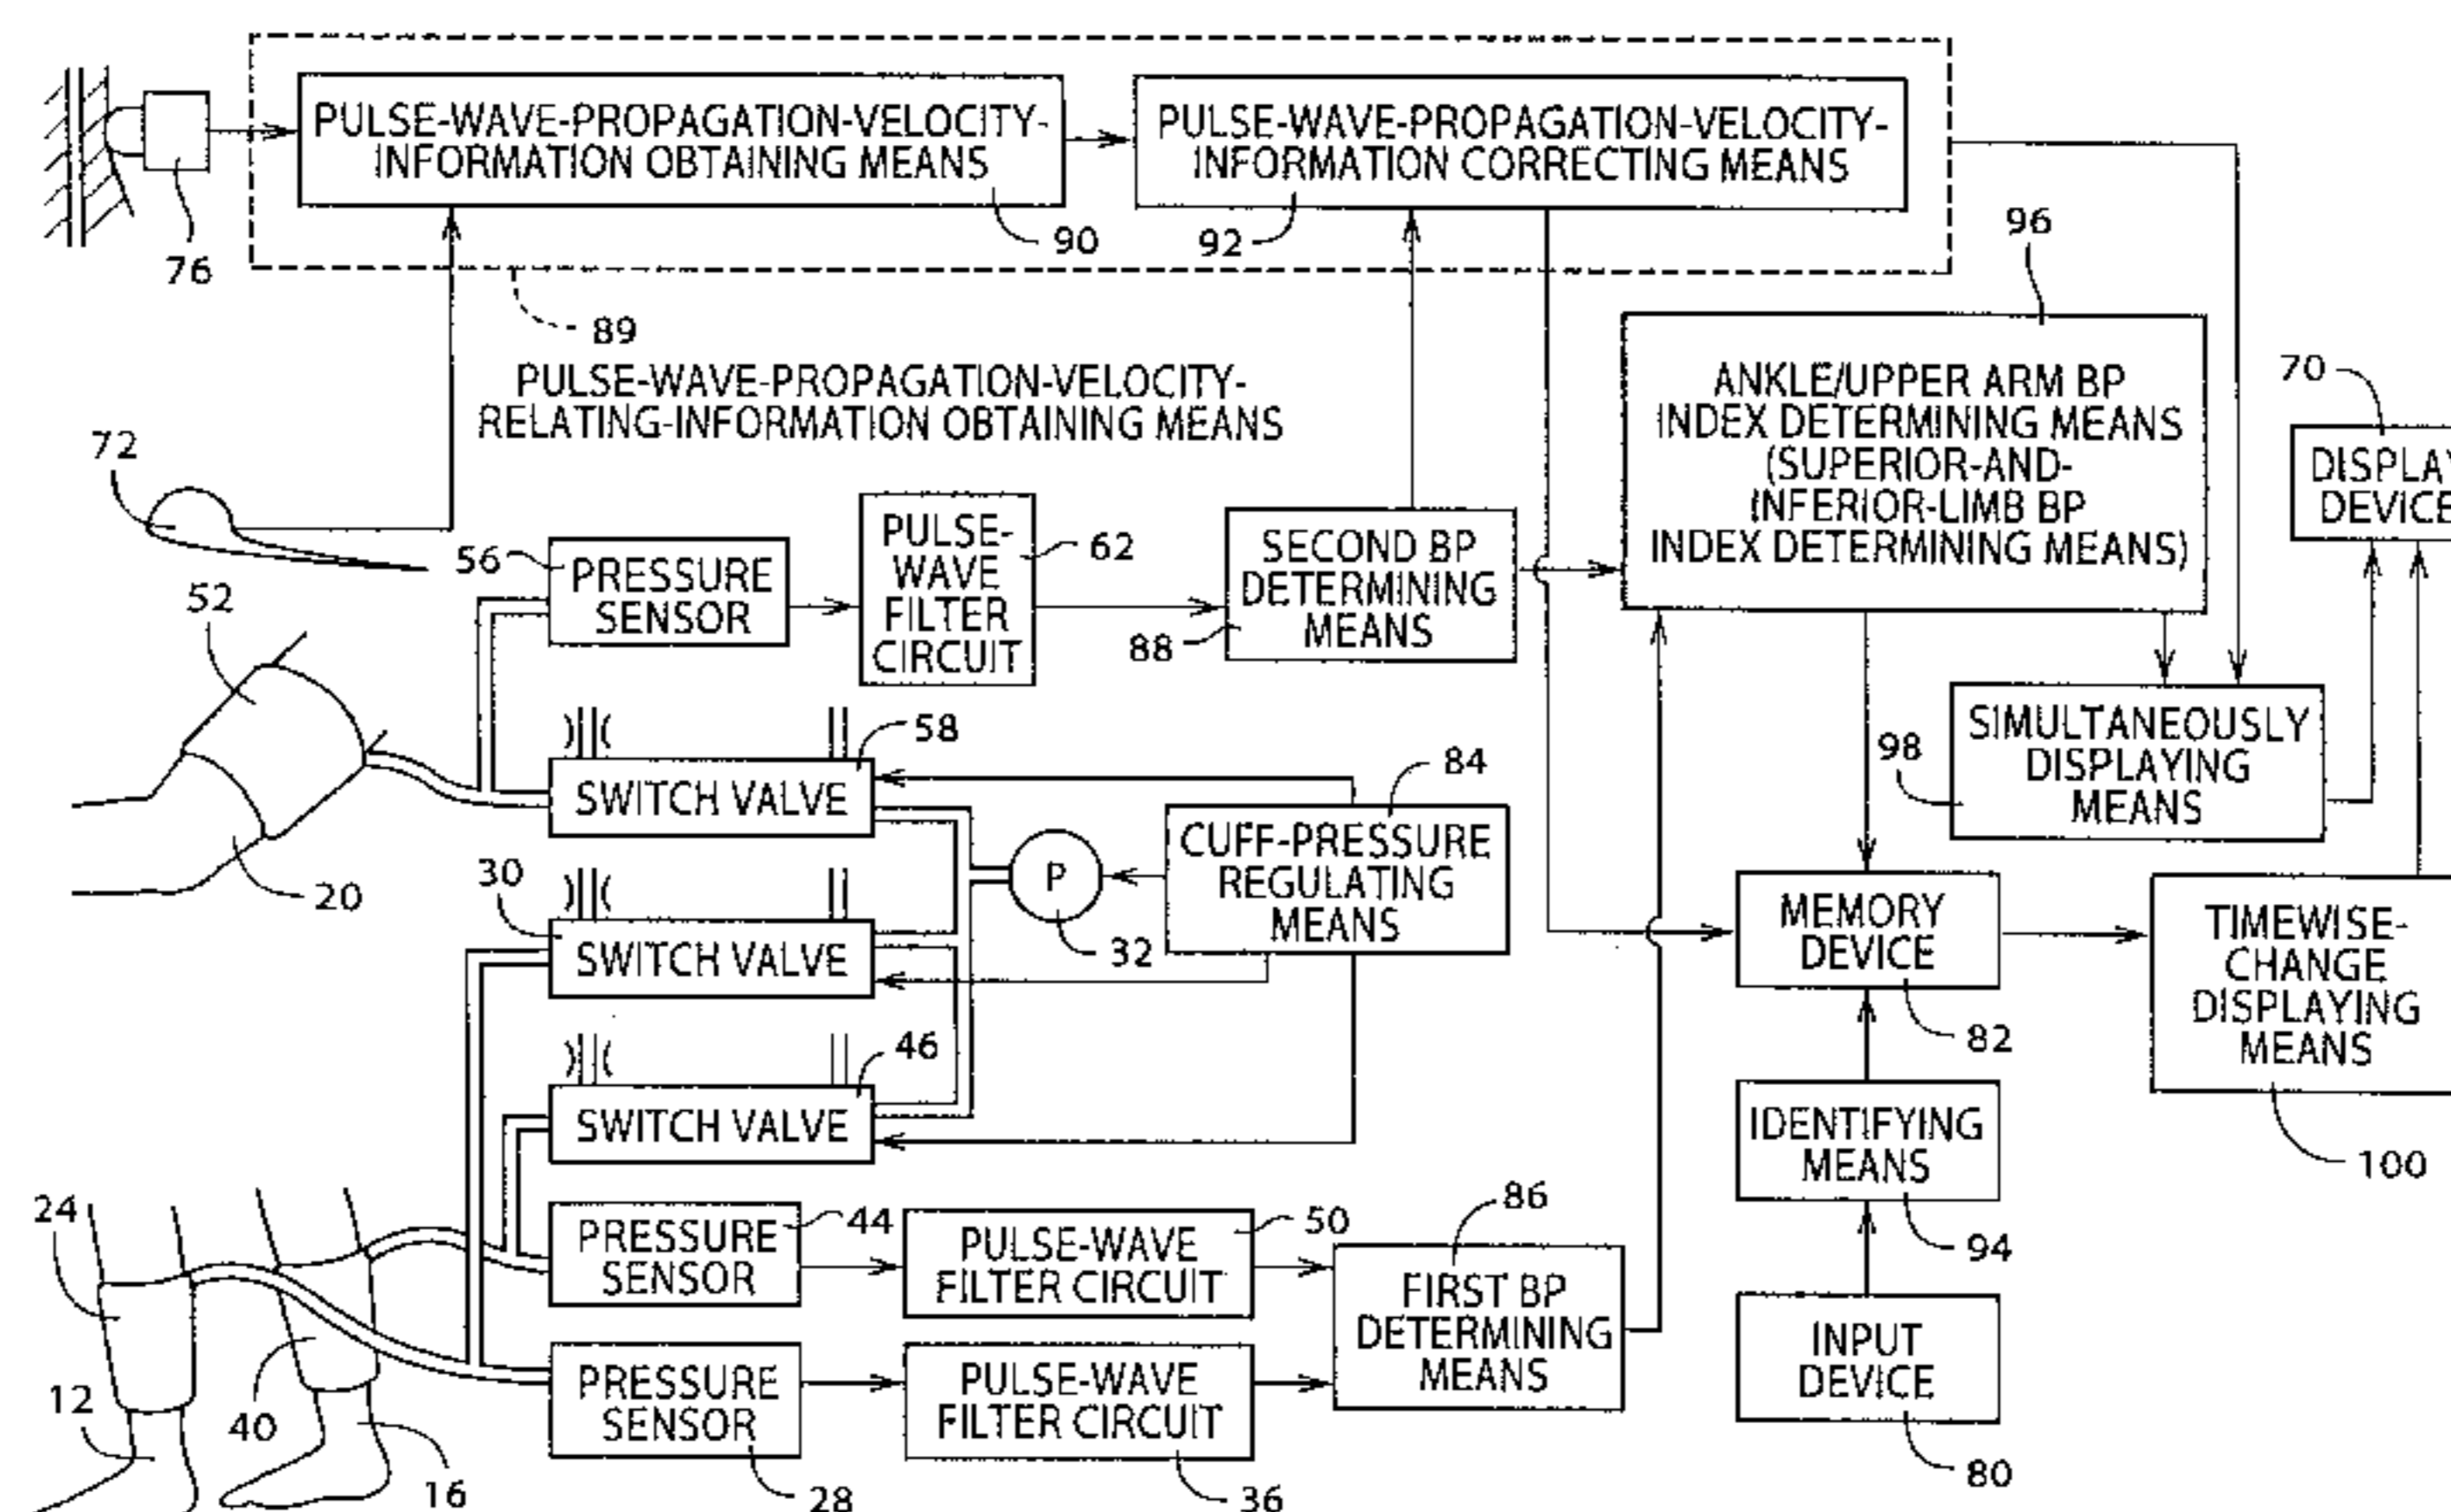 PULSE-WAVE-PROPAGATION-VELOCITY-
INFORMATION OBTAINING MEANS
PULSE-WAVE-PROPAGATION-VELOCITY-
INFORMATION CORRECTING MEANS
76
90
92
89
96
PULSE-WAVE-PROPAGATION-VELOCITY-
RELATING-INFORMATION OBTAINING MEANS
ANKLE/UPPER ARM BP
INDEX DETERMINING MEANS
(SUPERIOR-AND-
INFERIOR-LIMB BP
INDEX DETERMINING MEANS)
70
DISPLAY
DEVICE
72
56
PRESSURE
SENSOR
PULSE-
WAVE
FILTER
CIRCUIT
62
SECOND BP
DETERMINING
MEANS
88
52
20
58
SWITCH VALVE
30
SWITCH VALVE
46
SWITCH VALVE
P
32
84
CUFF-PRESSURE
REGULATING
MEANS
98
SIMULTANEOUSLY
DISPLAYING
MEANS
MEMORY
DEVICE
82
TIMEWISE-
CHANGE
DISPLAYING
MEANS
100
IDENTIFYING
MEANS
94
INPUT
DEVICE
80
24
12
40
16
PRESSURE
SENSOR
44
PULSE-WAVE
FILTER CIRCUIT
50
86
FIRST BP
DETERMINING
MEANS
PRESSURE
SENSOR
28
PULSE-WAVE
FILTER CIRCUIT
36